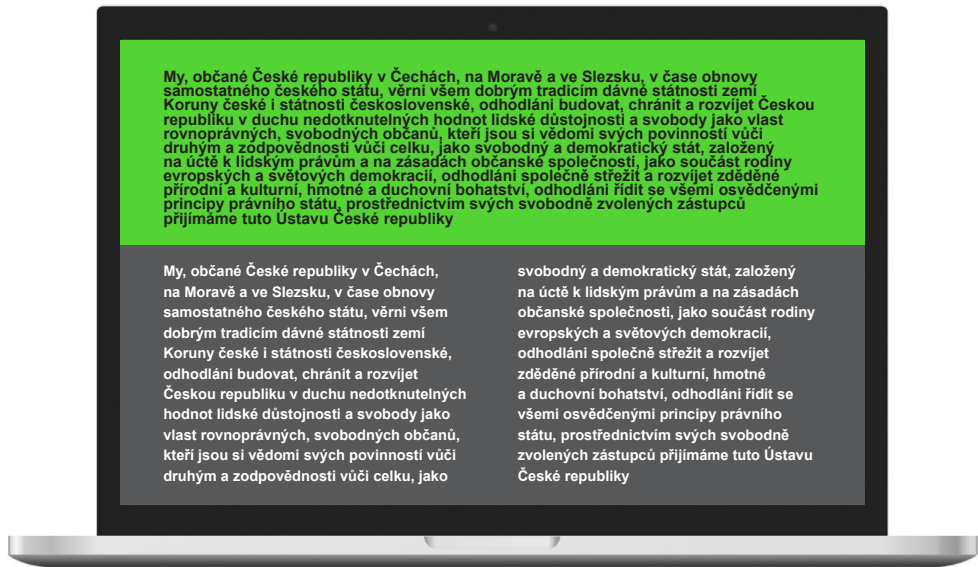 My, občané České republiky v Čechách, na Moravě a ve Slezsku, v čase obnovy
samostatného českého státu, věrni všem dobrým tradicím dávné státnosti zemí
Koruny české i státnosti československé, odhodláni budovat, chránit a rozvíjet Českou
republiku v duchu nedotknutelných hodnot lidské důstojnosti a svobody jako vlast
rovnoprávných, svobodných občanů, kteří jsou si vědomi svých povinností vůči
druhým a zodpovědnosti vůči celku, jako svobodný a demokratický stát, založený
na úctě k lidským právům a na zásadách občanské společnosti, jako součást rodiny
evropských a světových demokracií, odhodláni společně střežit a rozvíjet zděděné
přírodní a kulturní, hmotné a duchovní bohatství, odhodláni řídit se všemi osvědčenými
principy právního státu, prostřednictvím svých svobodně zvolených zástupců
přijímáme tuto Ústavu České republiky
My, občané České republiky v Čechách,
na Moravě a ve Slezsku, v čase obnovy
samostatného českého státu, věrni všem
dobrým tradicím dávné státnosti zemí
Koruny české i státnosti československé,
odhodláni budovat, chránit a rozvíjet
Českou republiku v duchu nedotknutelných
hodnot lidské důstojnosti a svobody jako
vlast rovnoprávných, svobodných občanů,
kteří jsou si vědomi svých povinností vůči
druhým a zodpovědnosti vůči celku, jako
svobodný a demokratický stát, založený
na úctě k lidským právům a na zásadách
občanské společnosti, jako součást rodiny
evropských a světových demokracií,
odhodláni společně střežit a rozvíjet
zděděné přírodní a kulturní, hmotné
a duchovní bohatství, odhodláni řídit se
všemi osvědčenými principy právního
státu, prostřednictvím svých svobodně
zvolených zástupců přijímáme tuto Ústavu
České republiky